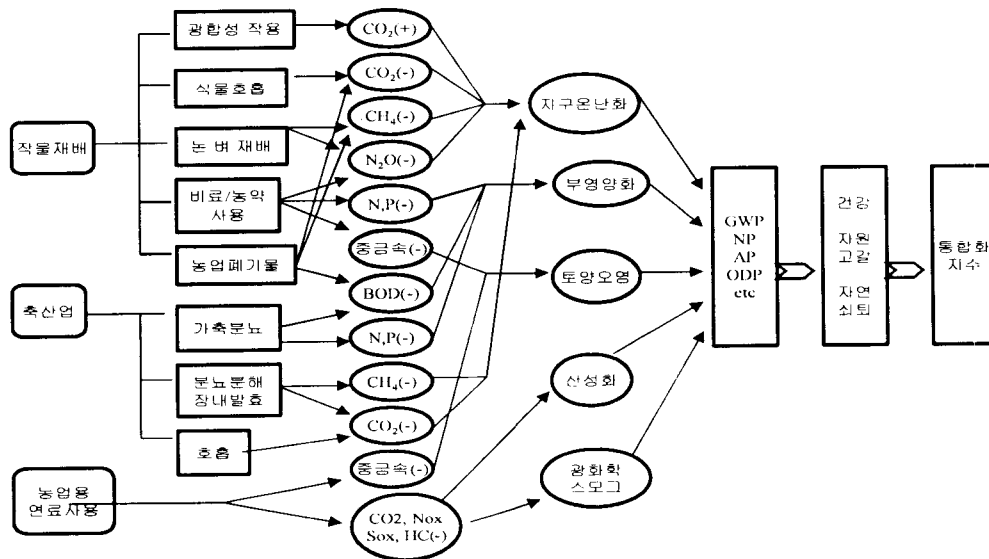 작물재배
축산업
농업용
연료사용
광합성 작용
식물호흡
논 벼 재배
비료/농약
사용
농업폐기물
가축분뇨
분뇨분해
장내발효
호흡
CO₂(+)
CO₂(-)
CH₄(-)
N₂O(-)
N,P(-)
중금속(-)
BOD(-)
N,P(-)
CH₄(-)
CO₂(-)
중금속(-)
CO2, Nox
Sox, HC(-)
지구온난화
부영양화
토양오염
산성화
광화학
스모그
GWP
NP
AP
ODP
etc
건강
자원
고갈
자연
쇠퇴
통합화
지수